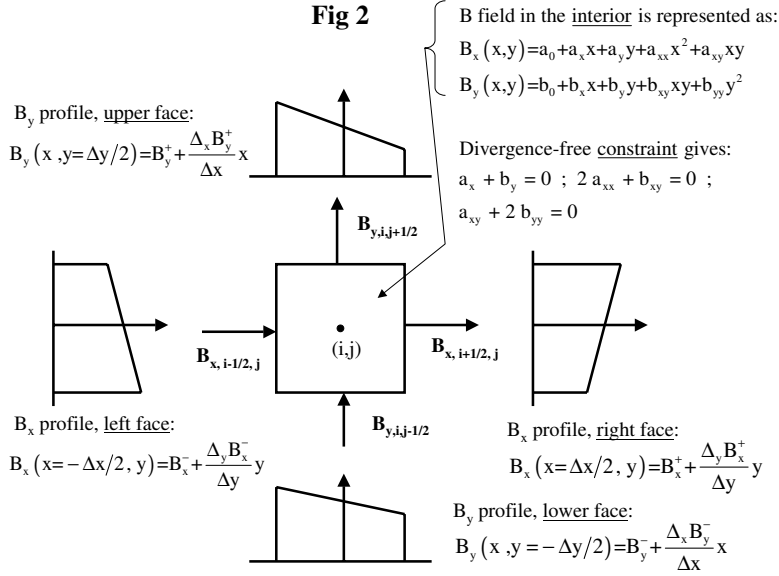 Fig 2
B field in the interior is represented as:
B_x (x,y)=a_0+a_x x+a_y y+a_xx x^2+a_xy xy
B_y (x,y)=b_0+b_x x+b_y y+b_xy xy+b_yy y^2
B_y profile, upper face:
B_y (x ,y=Δy/2)=B_y^+ + Δ_x B_y^+/Δx x
Divergence-free constraint gives:
a_x + b_y = 0 ; 2 a_xx + b_xy = 0 ;
a_xy + 2 b_yy = 0
B_y,i,j+1/2
B_x, i-1/2, j
(i,j)
B_x, i+1/2, j
B_y,i,j-1/2
B_x profile, left face:
B_x (x=−Δx/2, y)=B_x^- + Δ_y B_x^-/Δy y
B_x profile, right face:
B_x (x=Δx/2, y)=B_x^+ + Δ_y B_x^+/Δy y
B_y profile, lower face:
B_y (x ,y =−Δy/2)=B_y^- + Δ_x B_y^-/Δx x